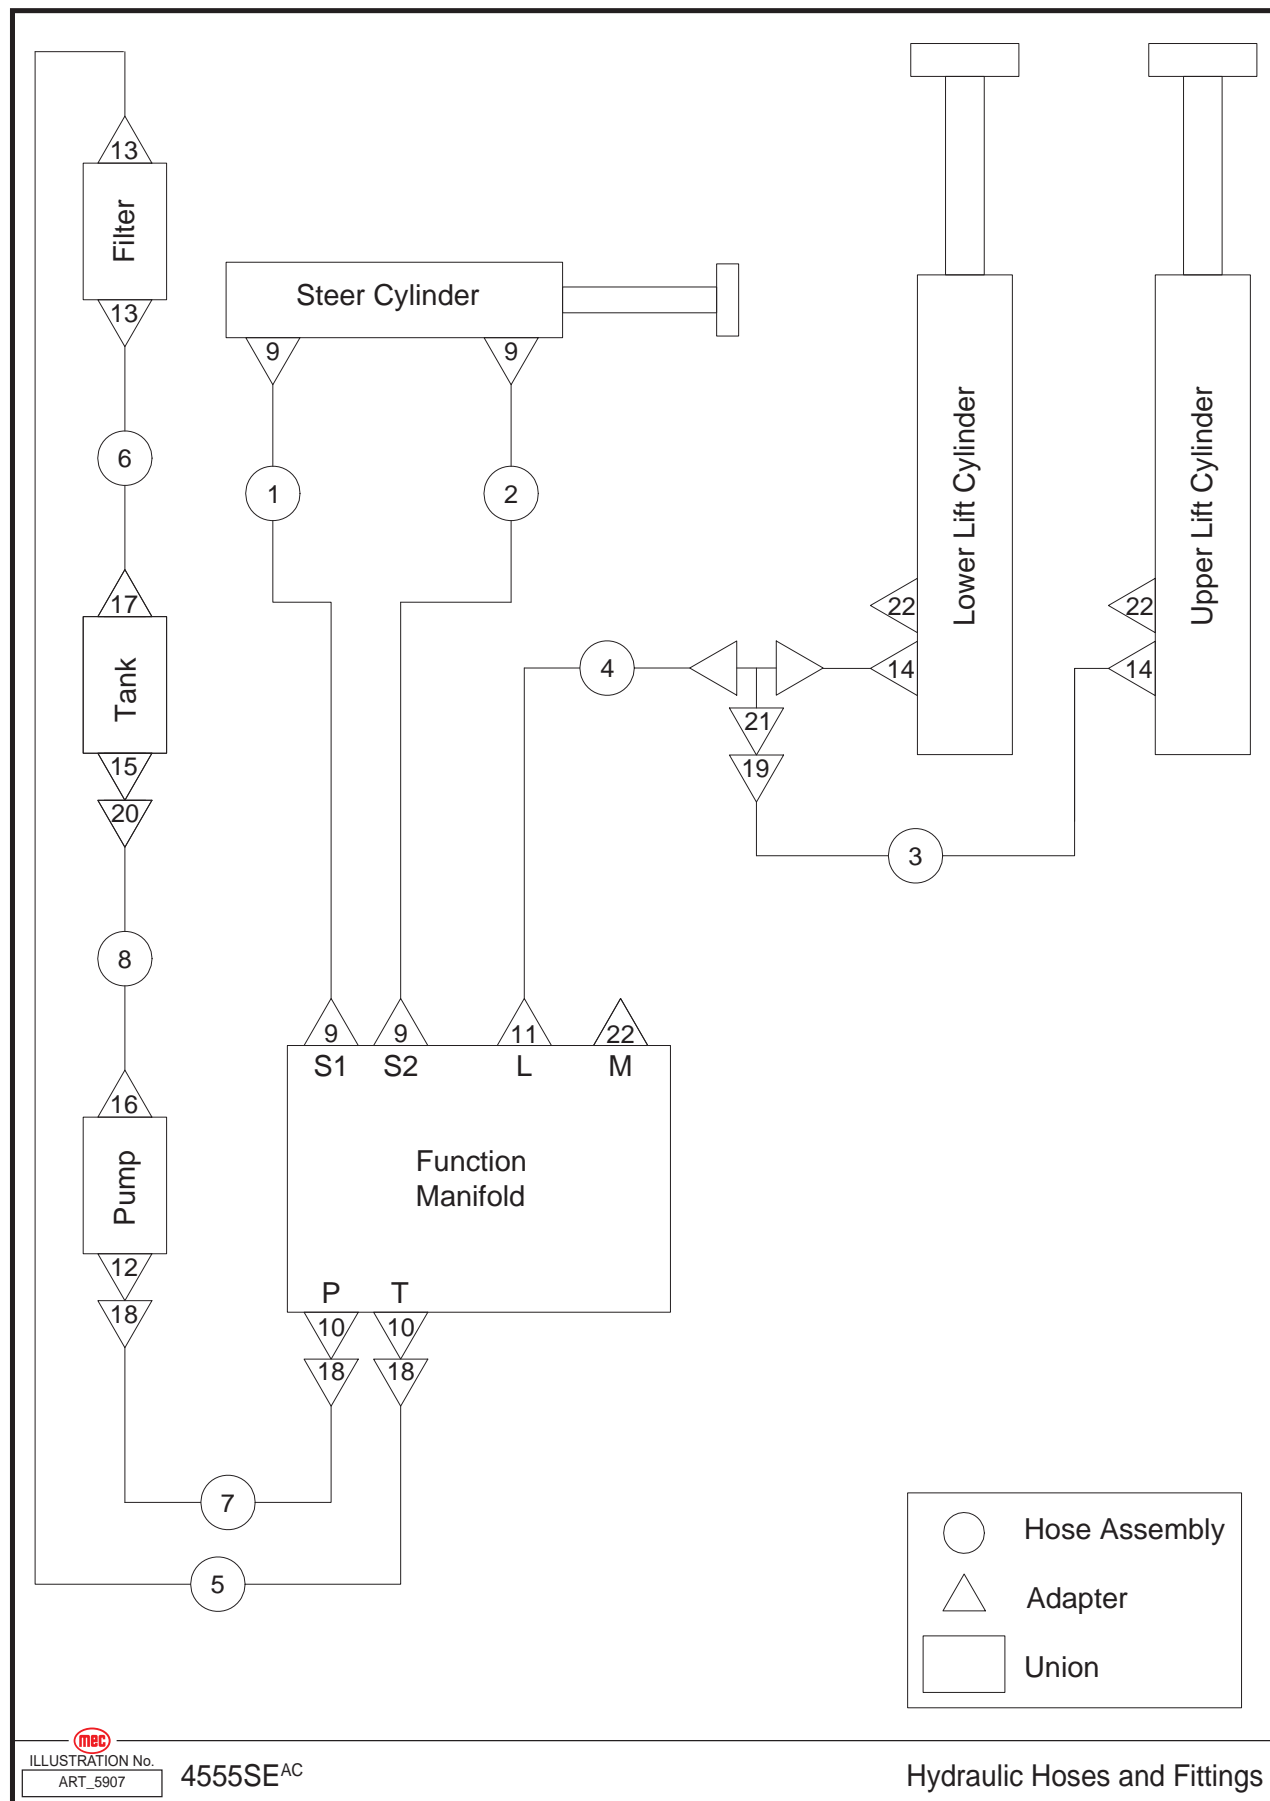 13
Filter
13
6
17
Tank
15
20
8
16
Pump
12
18
7
5
Steer Cylinder
9
9
1
2
Lower Lift Cylinder
22
14
Upper Lift Cylinder
22
14
4
21
19
3
9
9
11
22
S1
S2
L
M
Function
Manifold
P
T
10
10
18
18
Hose Assembly
Adapter
Union
mec
ILLUSTRATION No.
ART_5907
4555SEAC
Hydraulic Hoses and Fittings